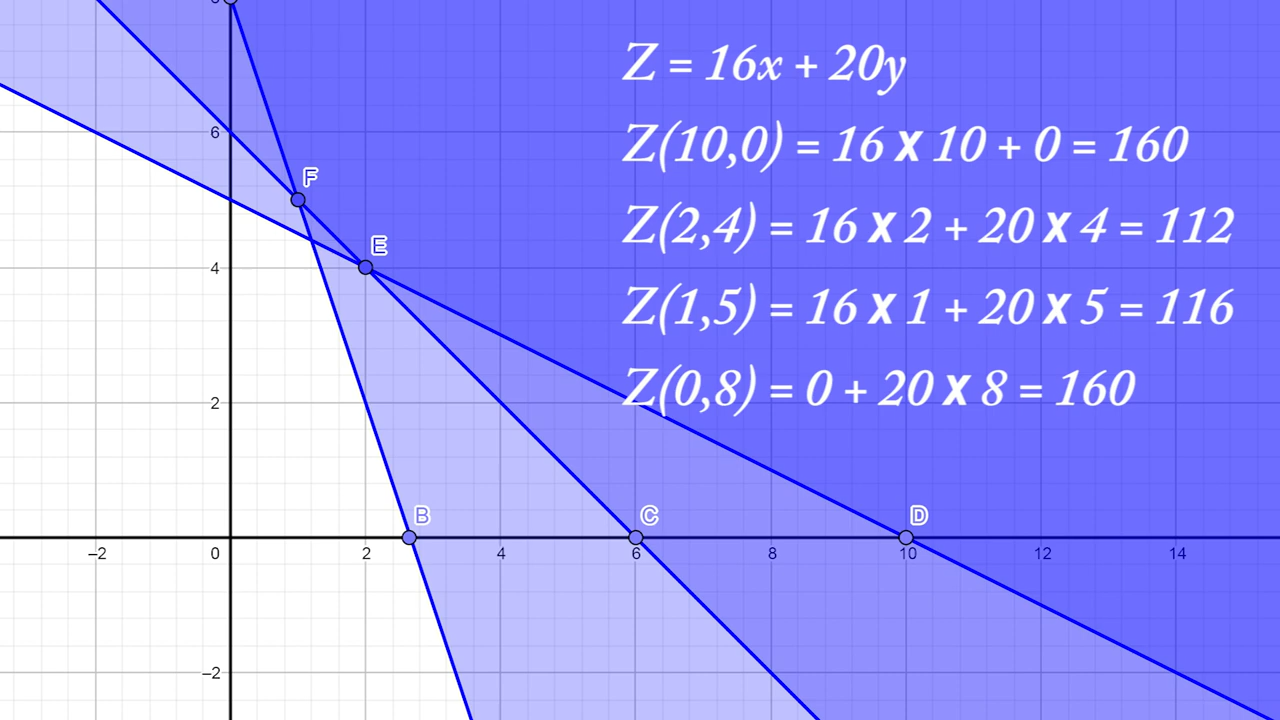 8
Z = 16x + 20y
6
Z(10,0) = 16 x 10 + 0 = 160
F
Z(2,4) = 16 x 2 + 20 x 4 = 112
E
4
Z(1,5) = 16 x 1 + 20 x 5 = 116
Z(0,8) = 0 + 20 x 8 = 160
2
B C D
–2 0 2 4 6 8 10 12 14
–2